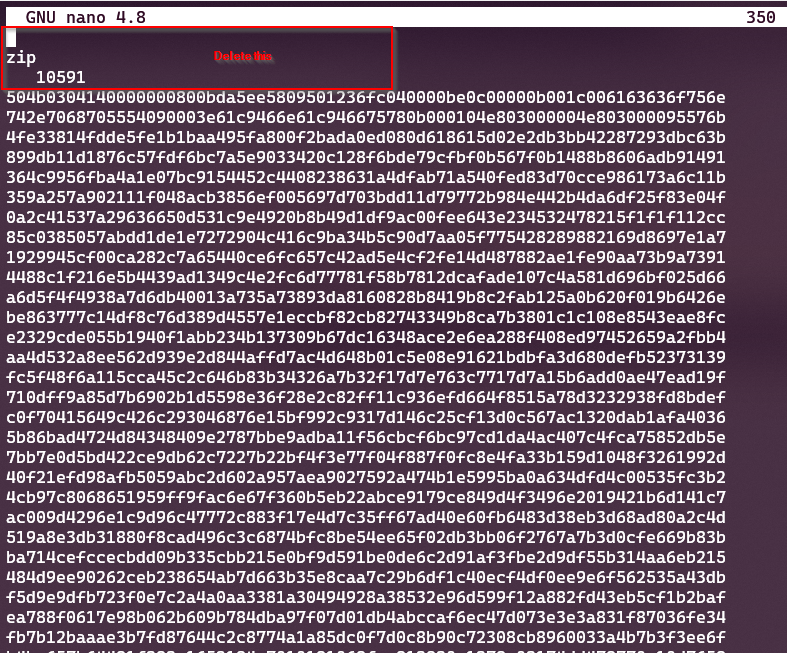 GNU nano 4.8 350
Delete this
zip
10591
504b0304140000000800bda5ee5809501236fc040000be0c00000b001c006163636f756e
742e7068705554090003e61c9466e61c946675780b000104e803000004e803000095576b
4fe33814fdde5fe1b1baa495fa800f2bada0ed080d618615d02e2db3bb42287293dbc63b
899db11d1876c57fdf6bc7a5e9033420c128f6bde79cfbf0b567f0b1488b8606adb91491
364c9956fba4a1e07bc9154452c4408238631a4dfab71a540fed83d70cce986173a6c11b
359a257a902111f048acb3856ef005697d703bdd11d79772b984e442b4da6df25f83e04f
0a2c41537a29636650d531c9e4920b8b49d1df9ac00fee643e234532478215f1f1f112cc
85c0385057abdd1de1e7272904c416c9ba34b5c90d7aa05f775428289882169d8697e1a7
1929945cf00ca282c7a65440ce6fc657c42ad5e4cf2fe14d487882ae1fe90aa73b9a7391
4488c1f216e5b4439ad1349c4e2fc6d77781f58b7812dcafade107c4a581d696bf025d66
a6d5f4f4938a7d6db40013a735a73893da8160828b8419b8c2fab125a0b620f019b6426e
be863777c14df8c76d389d4557e1eccbf82cb82743349b8ca7b3801c1c108e8543eae8fc
e2329cde055b1940f1abb234b137309b67dc16348ace2e6ea288f408ed97452659a2fbb4
aa4d532a8ee562d939e2d844affd7ac4d648b01c5e08e91621bdbfa3d680defb52373139
fc5f48f6a115cca45c2c646b83b34326a7b32f17d7e763c7717d7a15b6add0ae47ead19f
710dff9a85d7b6902b1d5598e36f28e2c82ff11c936efd664f8515a78d3232938fd8bdef
c0f70415649c426c293046876e15bf992c9317d146c25cf13d0c567ac1320dab1afa4036
5b86bad4724d84348409e2787bbe9adba11f56cbcf6bc97cd1da4ac407c4fca75852db5e
7bb7e0d5bd422ce9db62c7227b22bf4f3e77f04f887f0fc8e4fa33b159d1048f3261992d
40f21efd98afb5059abc2d602a957aea9027592a474b1e5995ba0a634dfd4c00535fc3b2
4cb97c8068651959ff9fac6e67f360b5eb22abce9179ce849d4f3496e2019421b6d141c7
ac009d4296e1c9d96c47772c883f17e4d7c35ff67ad40e60fb6483d38eb3d68ad80a2c4d
519a8e3db31880f8cad496c3c6874bfc8be54ee65f02db3bb06f2767a7b3d0cfe669b83b
ba714cefccecbdd09b335cbb215e0bf9d591be0de6c2d91af3fbe2d9df55b314aa6eb215
484d9ee90262ceb238654ab7d663b35e8caa7c29b6df1c40ecf4df0ee9e6f562535a43db
f5d9e9dfb723f0e7c2a4a0aa3381a30494928a38532e96d599f12a882fd43eb5cf1b2baf
ea788f0617e98b062b609b784dba97f07d01db4abccaf6ec47d073e3e3a831f87036fe34
fb7b12baaae3b7fd87644c2c8774a1a85dc0f7d0c8b90c72308cb8960033a4b7b3f3ee6f